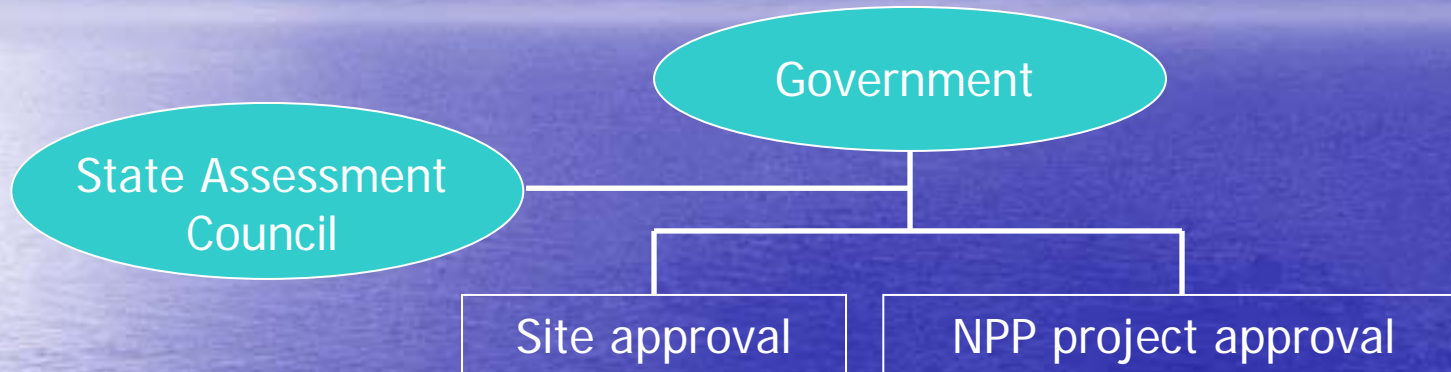 Government
State Assessment
Council
Site approval
NPP project approval